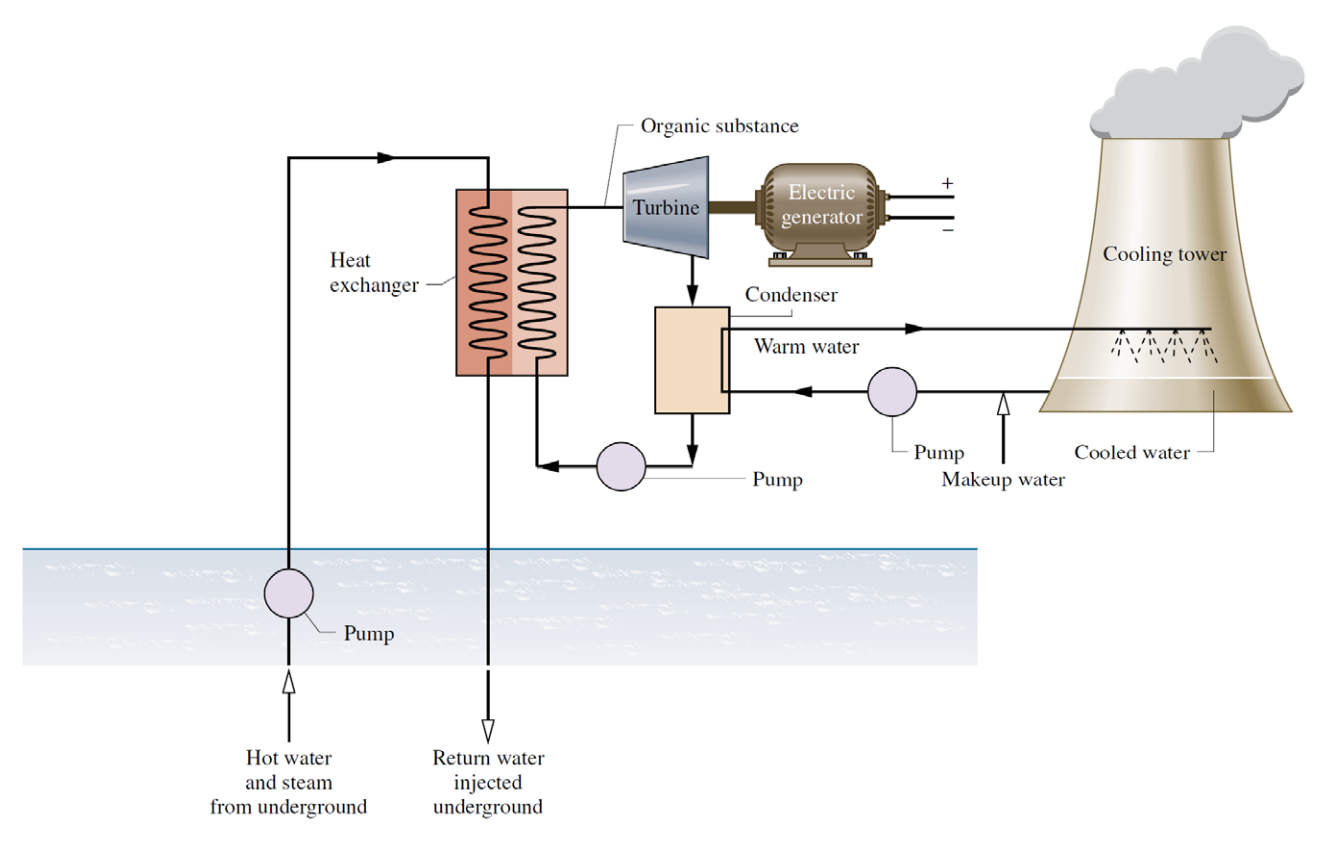 Organic substance
Turbine
Electric
generator
+
−
Heat
exchanger
Condenser
Warm water
Cooling tower
Pump
Makeup water
Cooled water
Pump
Pump
Hot water
and steam
from underground
Return water
injected
underground